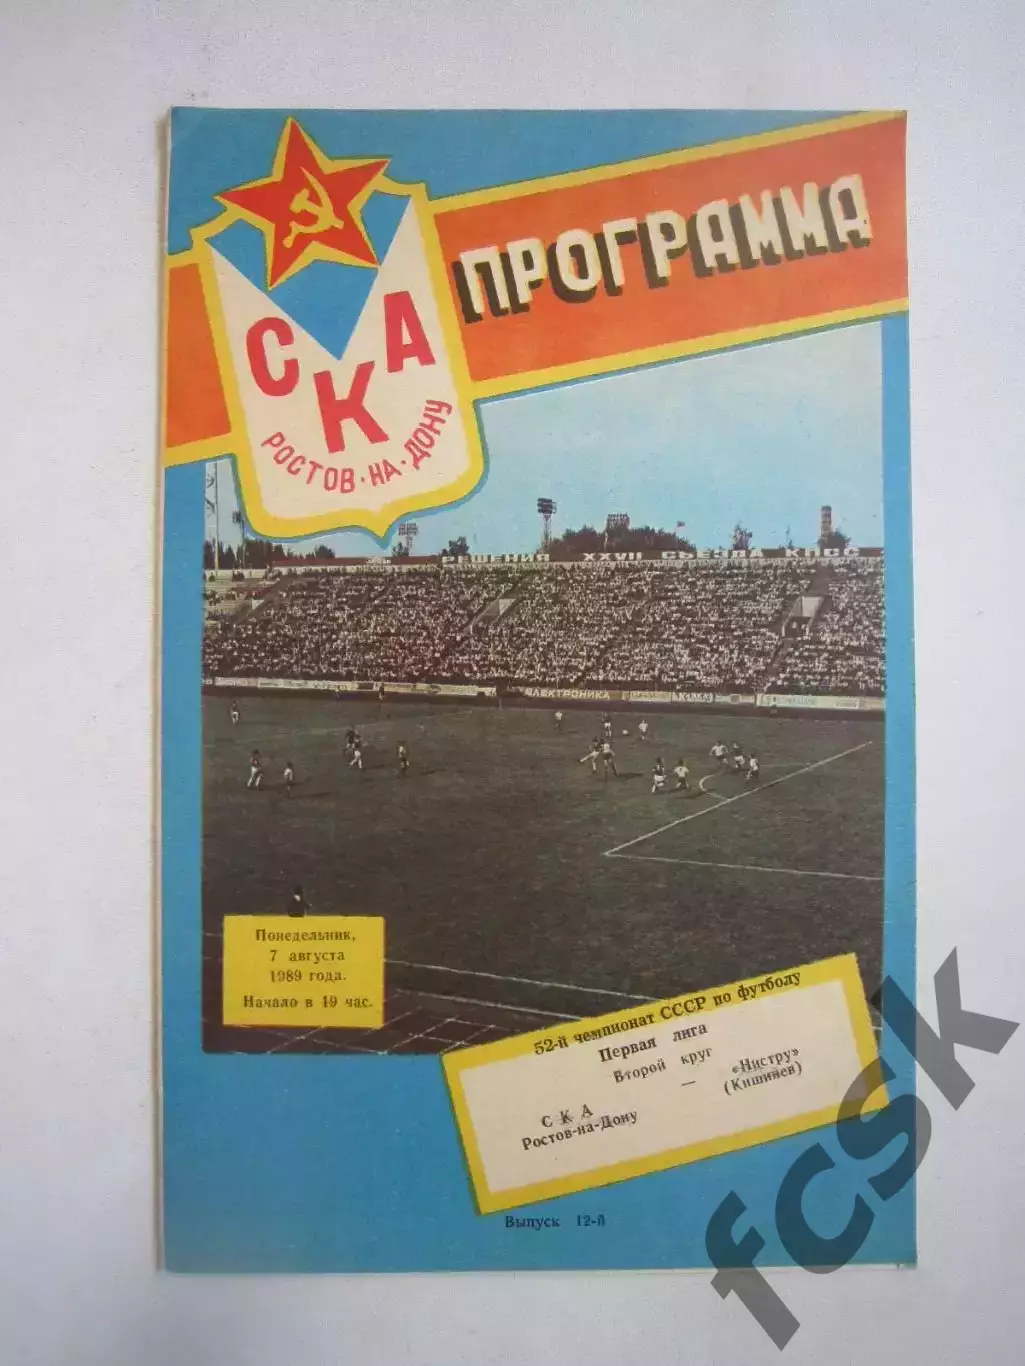 ПРОГРАММА
СКА
РОСТОВ-НА-ДОНУ
РЕШЕНИЯ XXVII СЪЕЗДА КПСС
ЭЛЕКТРОНИКА
Понедельник,
7 августа
1989 года.
Начало в 19 час.
52-й чемпионат СССР по футболу
Первая лига
Второй круг
СКА — «Нистру»
Ростов-на-Дону (Кишинев)
Выпуск 12-й
fcsk